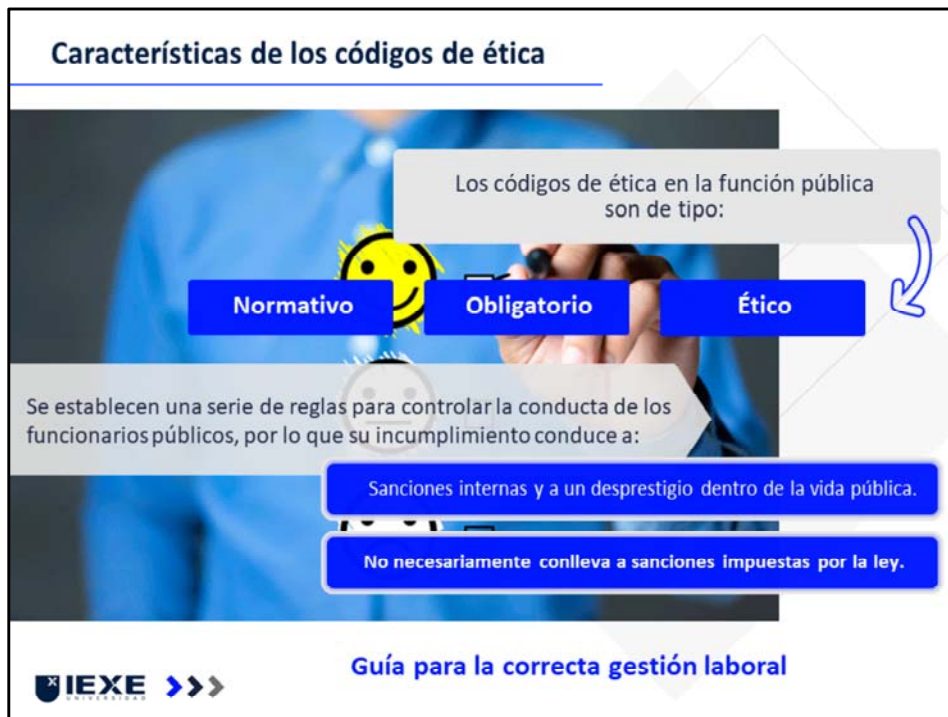 Características de los códigos de ética
Los códigos de ética en la función pública
son de tipo:
Normativo
Obligatorio
Ético
Se establecen una serie de reglas para controlar la conducta de los
funcionarios públicos, por lo que su incumplimiento conduce a:
Sanciones internas y a un desprestigio dentro de la vida pública.
No necesariamente conlleva a sanciones impuestas por la ley.
Guía para la correcta gestión laboral
IEXE
UNIVERSIDAD